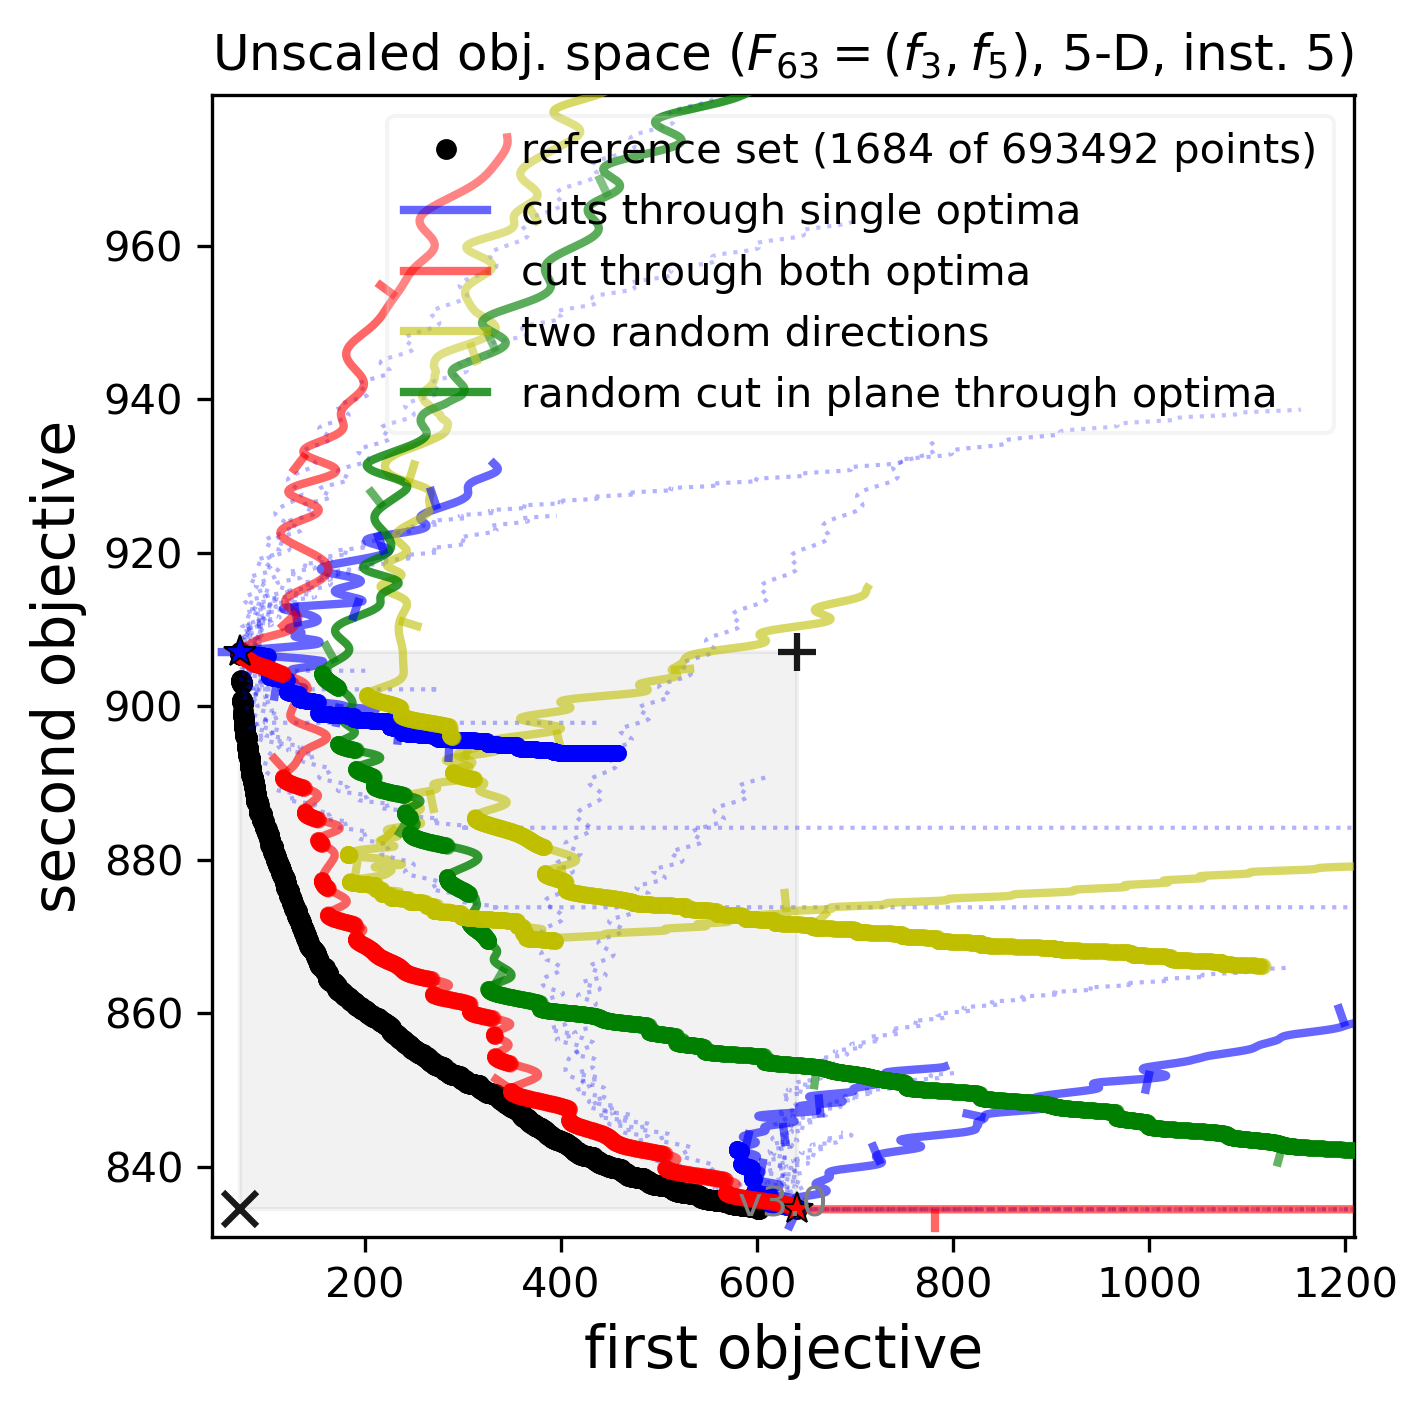 Unscaled obj. space (F63 = (f3, f5), 5-D, inst. 5)
reference set (1684 of 693492 points)
cuts through single optima
cut through both optima
two random directions
random cut in plane through optima
second objective
960
940
920
900
880
860
840
v3.0
200 400 600 800 1000 1200
first objective